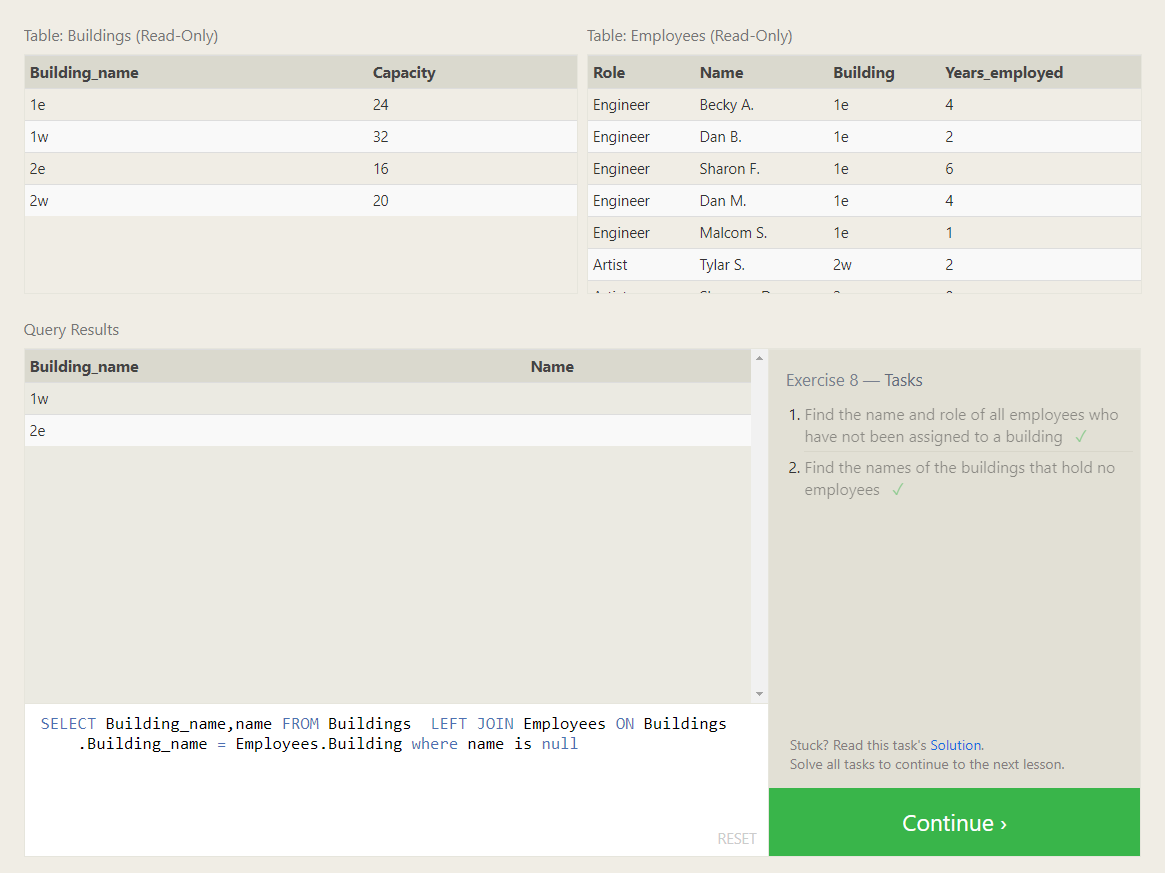 Table: Buildings (Read-Only)
Building_name Capacity
1e 24
1w 32
2e 16
2w 20
Table: Employees (Read-Only)
Role Name Building Years_employed
Engineer Becky A. 1e 4
Engineer Dan B. 1e 2
Engineer Sharon F. 1e 6
Engineer Dan M. 1e 4
Engineer Malcom S. 1e 1
Artist Tylar S. 2w 2
Query Results
Building_name Name
1w
2e
SELECT Building_name,name FROM Buildings  LEFT JOIN Employees ON Buildings
.Building_name = Employees.Building where name is null
RESET
Exercise 8 — Tasks
1. Find the name and role of all employees who
have not been assigned to a building ✓
2. Find the names of the buildings that hold no
employees ✓
Stuck? Read this task's Solution.
Solve all tasks to continue to the next lesson.
Continue ›